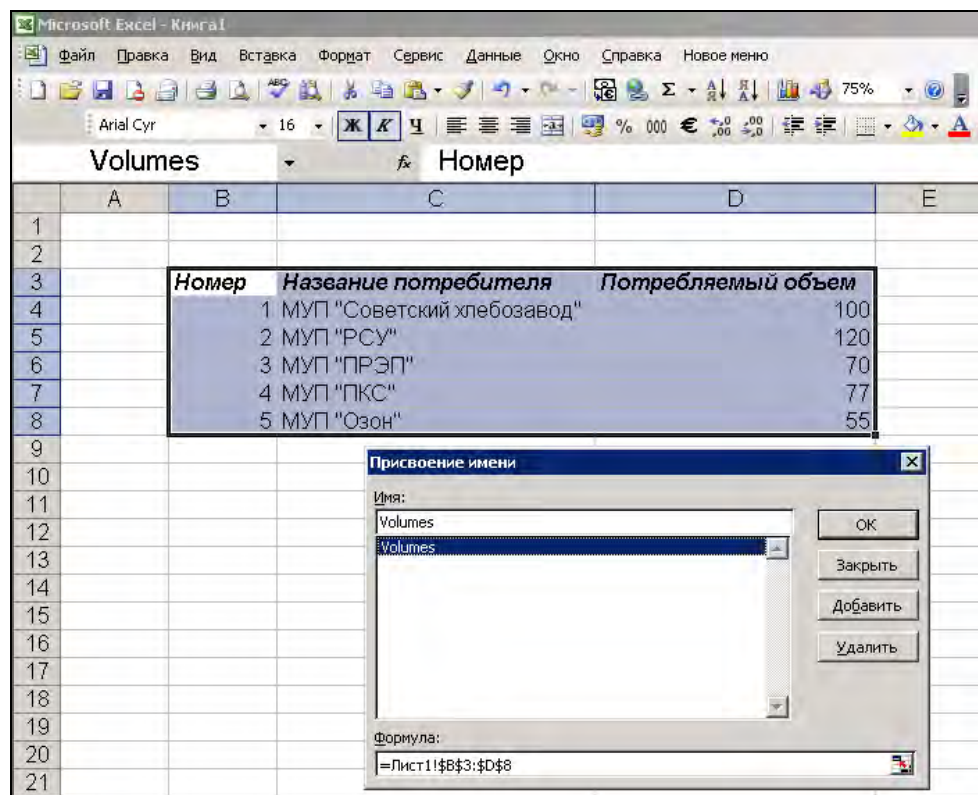 Microsoft Excel - Книга1
Файл Правка Вид Вставка Формат Сервис Данные Окно Справка Новое меню
75%
Arial Cyr 16 Ж К Ч % 000 €
Volumes fx Номер
A B C D E
1
2
3 Номер Название потребителя Потребляемый объем
4 1 МУП "Советский хлебозавод" 100
5 2 МУП "РСУ" 120
6 3 МУП "ПРЭП" 70
7 4 МУП "ПКС" 77
8 5 МУП "Озон" 55
9
Присвоение имени
10
11 Имя:
12 Volumes ОК
13 Volumes Закрыть
14
15 Добавить
16 Удалить
17
18
19
20 Формула:
21 =Лист1!$B$3:$D$8